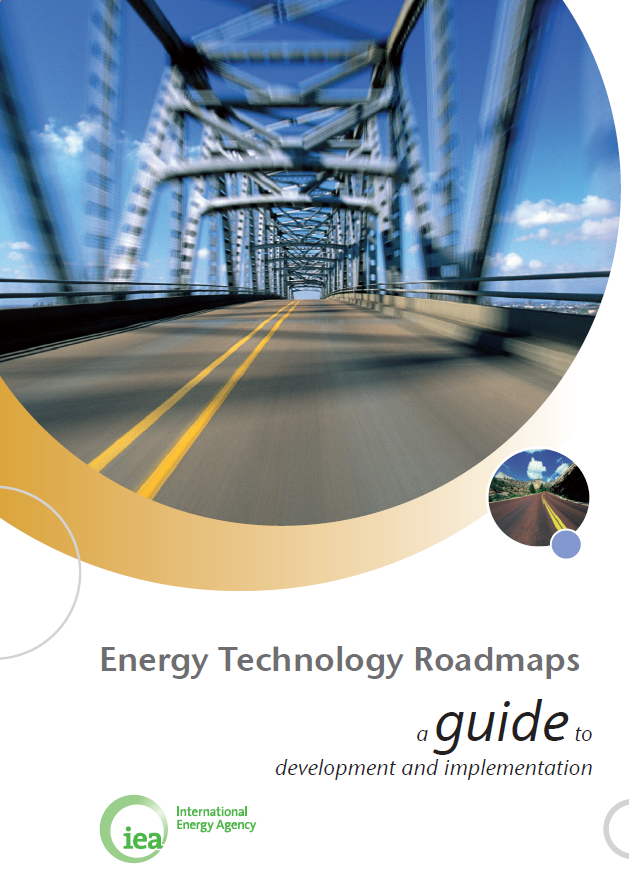 Energy Technology Roadmaps
a guide to
development and implementation
iea
International
Energy Agency